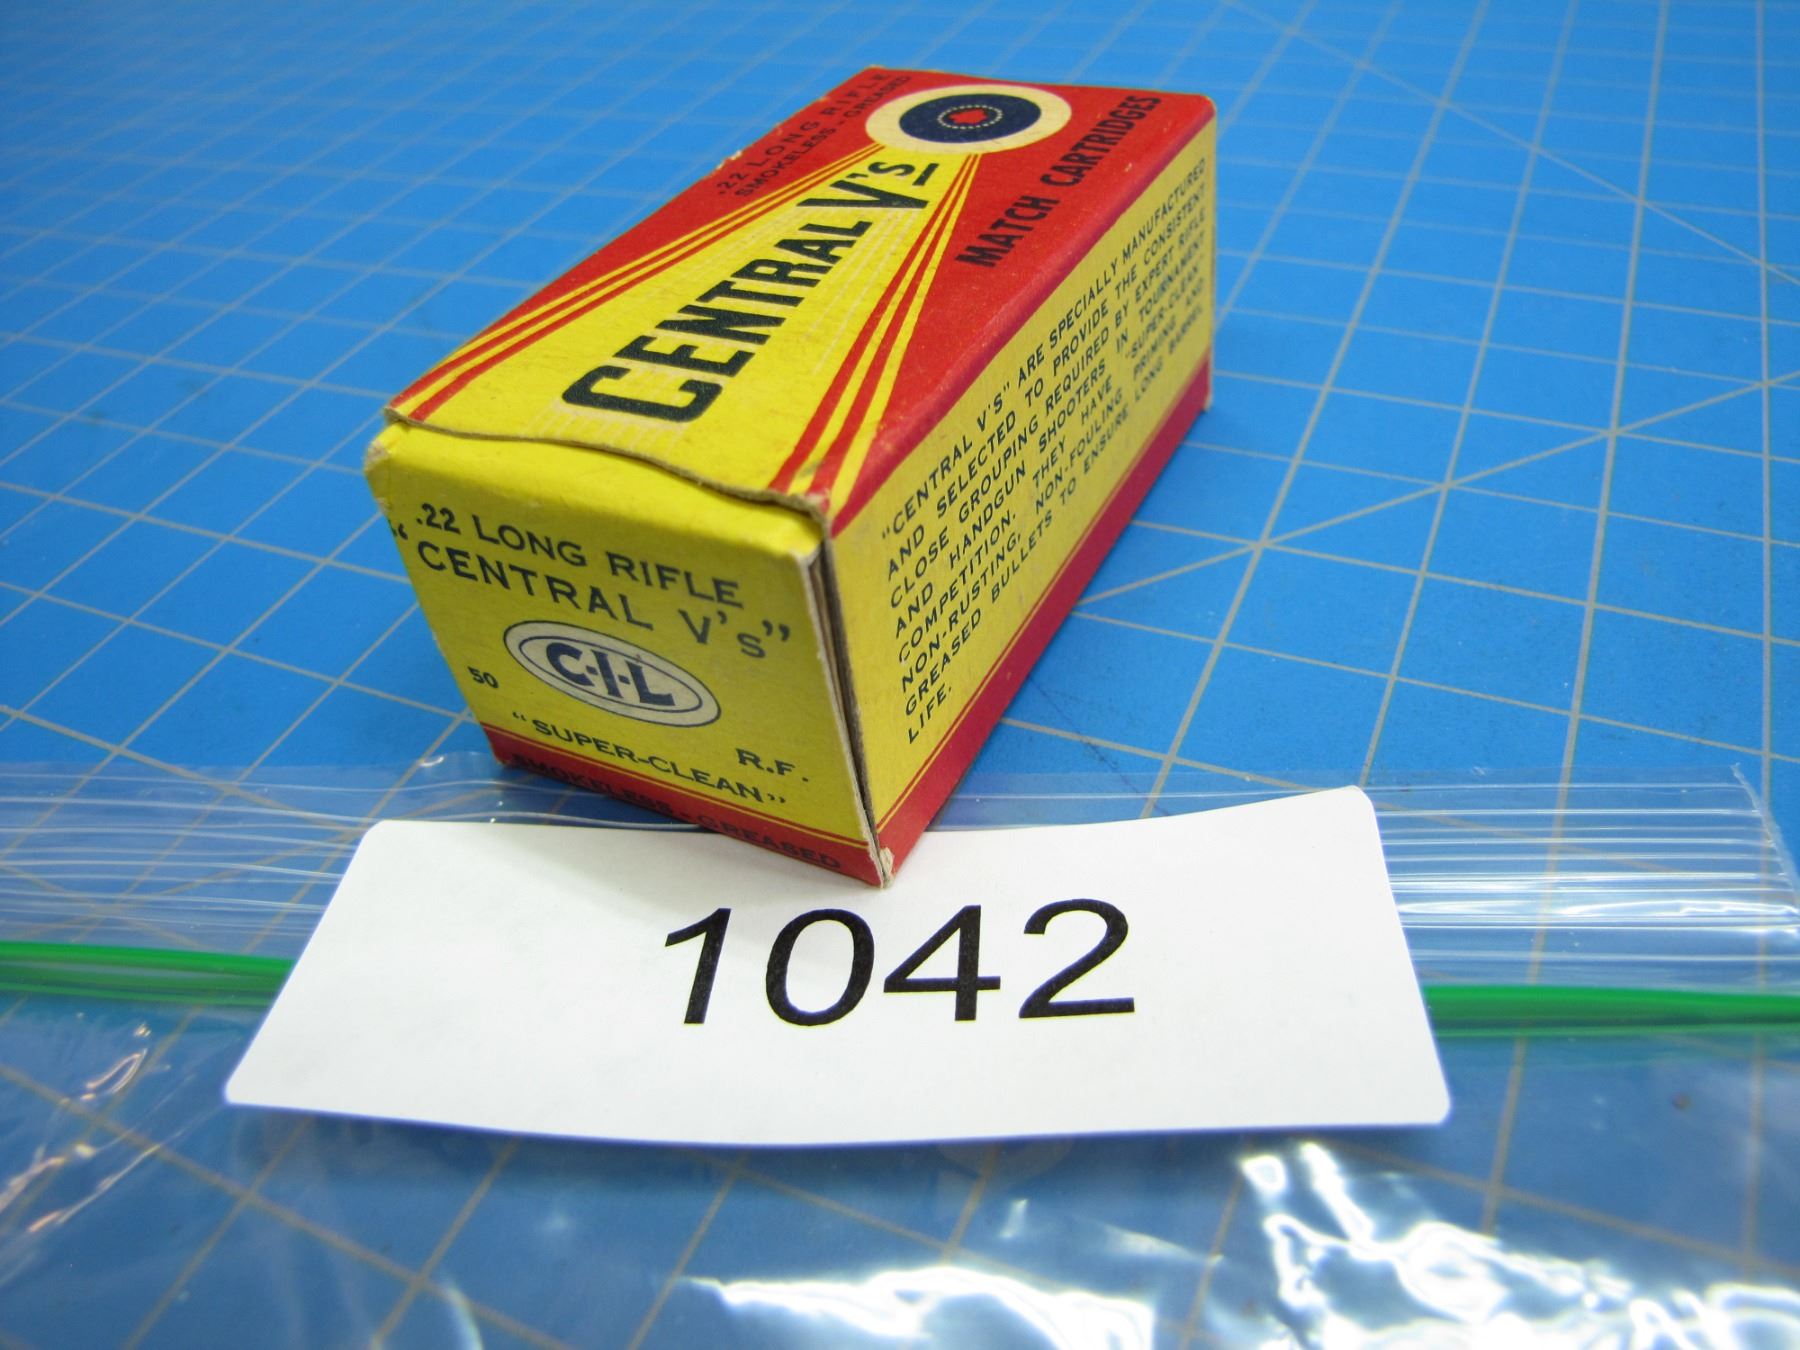 .22 LONG RIFLE
SMOKELESS - GREASED
CENTRAL V's
MATCH CARTRIDGES
"CENTRAL V'S" ARE SPECIALLY MANUFACTURED
AND SELECTED TO PROVIDE THE CONSISTENT
CLOSE GROUPING REQUIRED BY EXPERT RIFLE
AND HANDGUN SHOOTERS IN TOURNAMENT
COMPETITION. THEY HAVE "SUPER-CLEAN"
NON-RUSTING, NON-FOULING PRIMING AND
GREASED BULLETS TO ENSURE LONG BARREL
LIFE.
.22 LONG RIFLE
"CENTRAL V's"
50
C-I-L
R.F.
"SUPER-CLEAN"
SMOKELESS - GREASED
1042